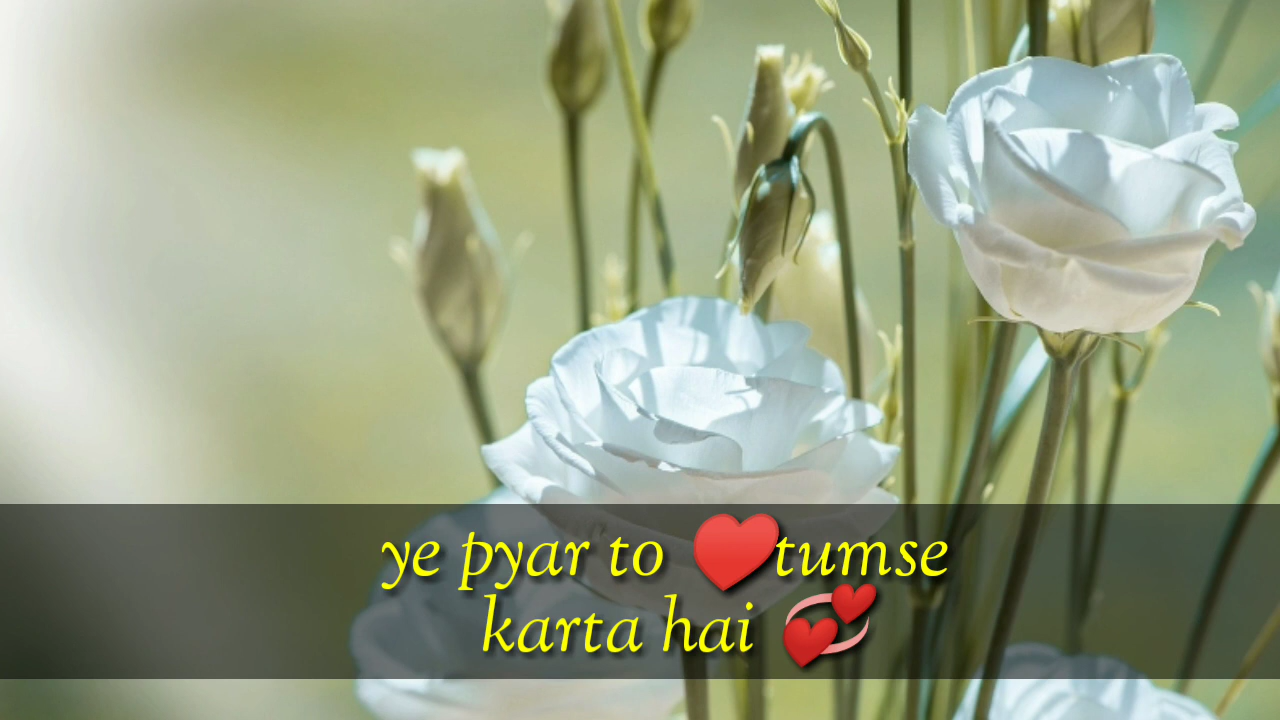 ye pyar to ❤️tumse
karta hai 💞